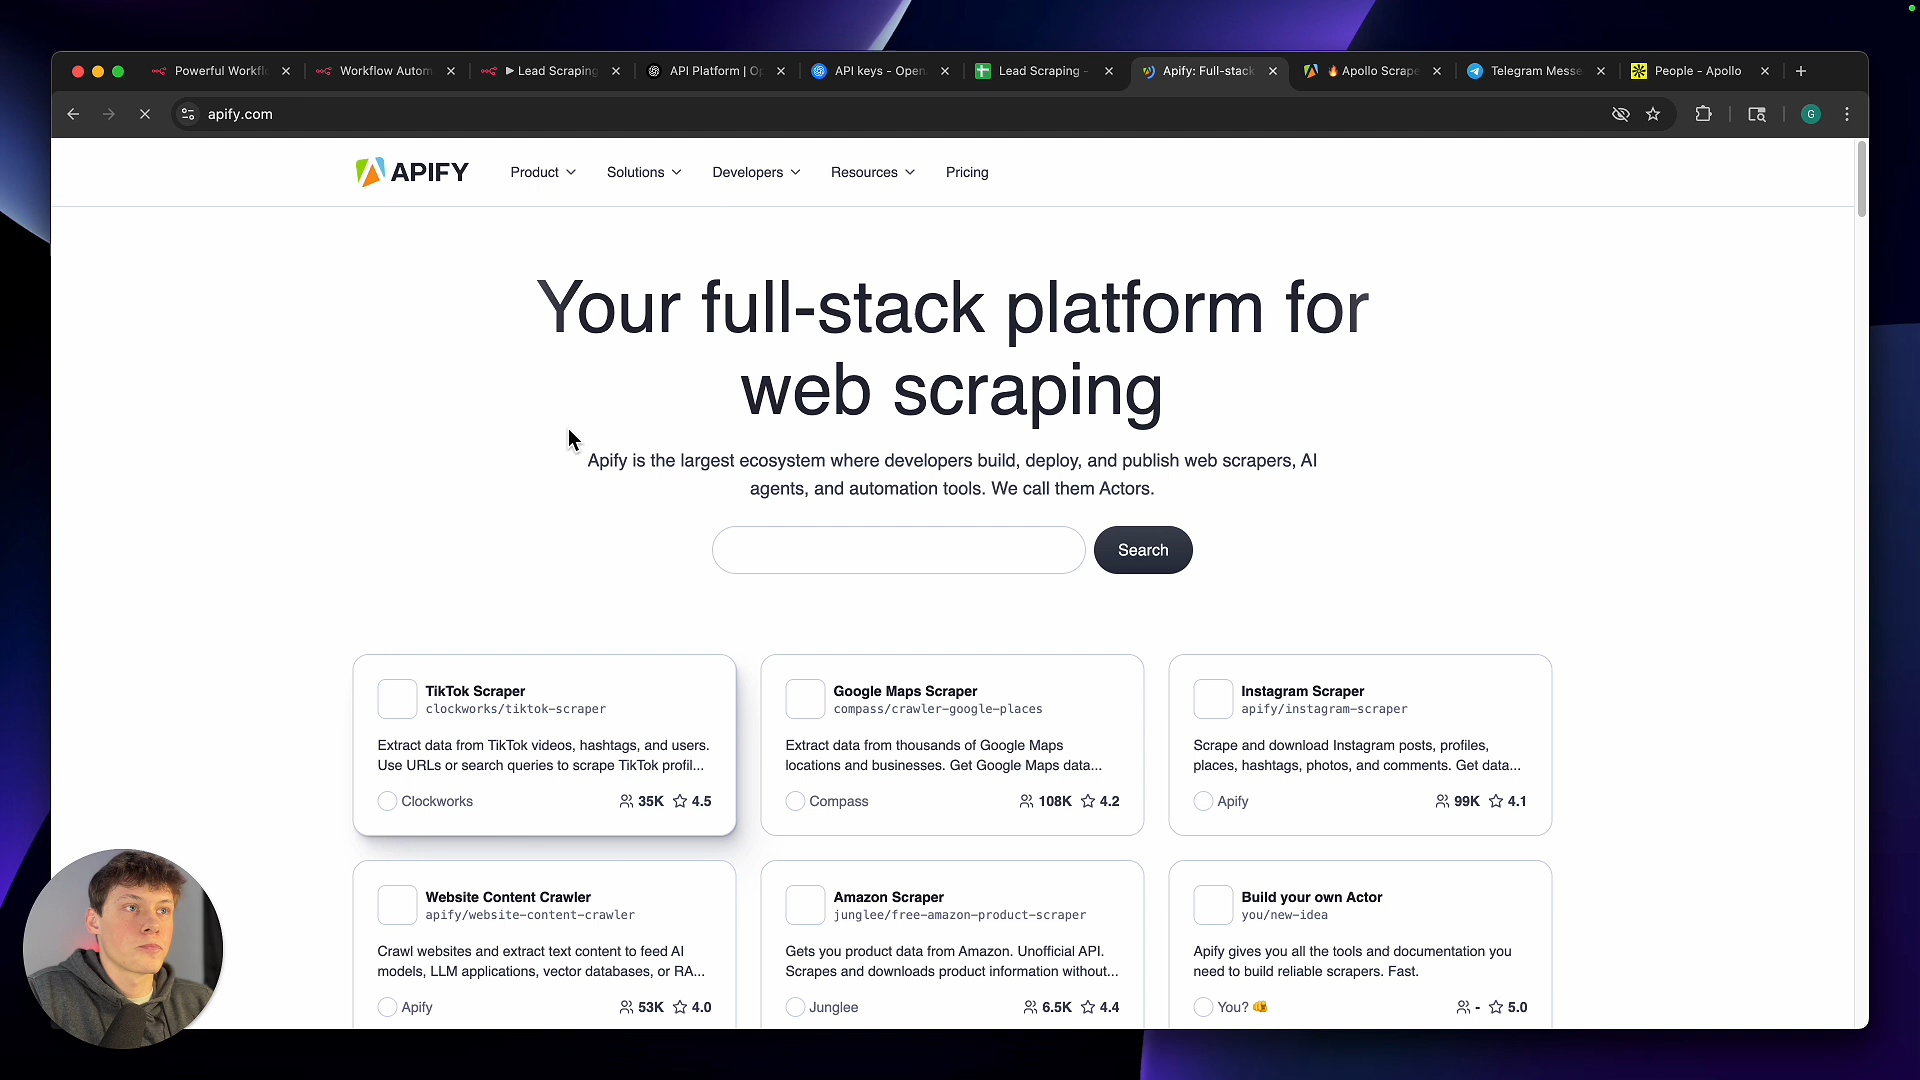 Powerful Workfl
Workflow Autom
Lead Scraping
API Platform | O
API keys - Open
Lead Scraping -
Apify: Full-stack
Apollo Scrape
Telegram Messe
People - Apollo
apify.com
G
APIFY
Product
Solutions
Developers
Resources
Pricing
Your full-stack platform for
web scraping
Apify is the largest ecosystem where developers build, deploy, and publish web scrapers, AI
agents, and automation tools. We call them Actors.
Search
TikTok Scraper
clockworks/tiktok-scraper
Extract data from TikTok videos, hashtags, and users.
Use URLs or search queries to scrape TikTok profil...
Clockworks 35K 4.5
Google Maps Scraper
compass/crawler-google-places
Extract data from thousands of Google Maps
locations and businesses. Get Google Maps data...
Compass 108K 4.2
Instagram Scraper
apify/instagram-scraper
Scrape and download Instagram posts, profiles,
places, hashtags, photos, and comments. Get data...
Apify 99K 4.1
Website Content Crawler
apify/website-content-crawler
Crawl websites and extract text content to feed AI
models, LLM applications, vector databases, or RA...
Apify 53K 4.0
Amazon Scraper
junglee/free-amazon-product-scraper
Gets you product data from Amazon. Unofficial API.
Scrapes and downloads product information without...
Junglee 6.5K 4.4
Build your own Actor
you/new-idea
Apify gives you all the tools and documentation you
need to build reliable scrapers. Fast.
You? 🤜 - 5.0